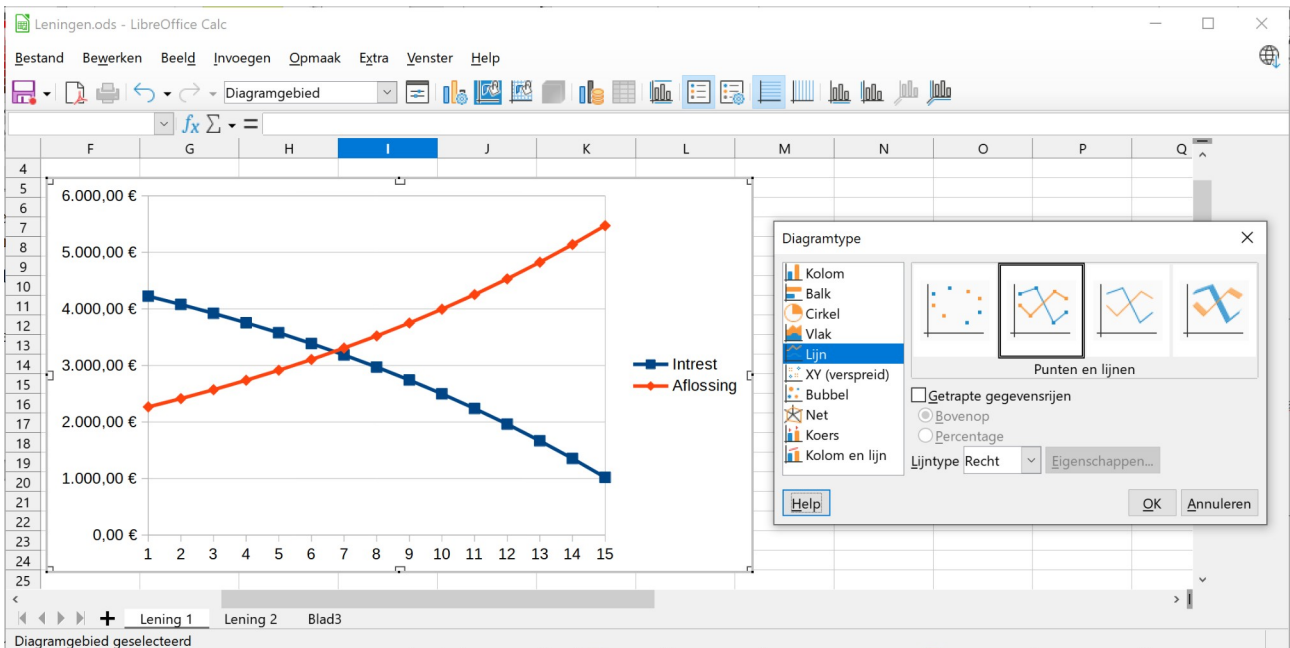 Leningen.ods - LibreOffice Calc
Bestand Bewerken Beeld Invoegen Opmaak Extra Venster Help
Diagramgebied
fx Σ =
F G H I J K L M N O P Q
4
5
6
7
8
9
10
11
12
13
14
15
16
17
18
19
20
21
22
23
24
25
6.000,00 €
5.000,00 €
4.000,00 €
3.000,00 €
2.000,00 €
1.000,00 €
0,00 €
1 2 3 4 5 6 7 8 9 10 11 12 13 14 15
Intrest
Aflossing
Diagramtype
Kolom
Balk
Cirkel
Vlak
Lijn
XY (verspreid)
Bubbel
Net
Koers
Kolom en lijn
Punten en lijnen
Getrapte gegevensrijen
Bovenop
Percentage
Lijntype Recht Eigenschappen...
Help OK Annuleren
Lening 1 Lening 2 Blad3
Diagramgebied geselecteerd